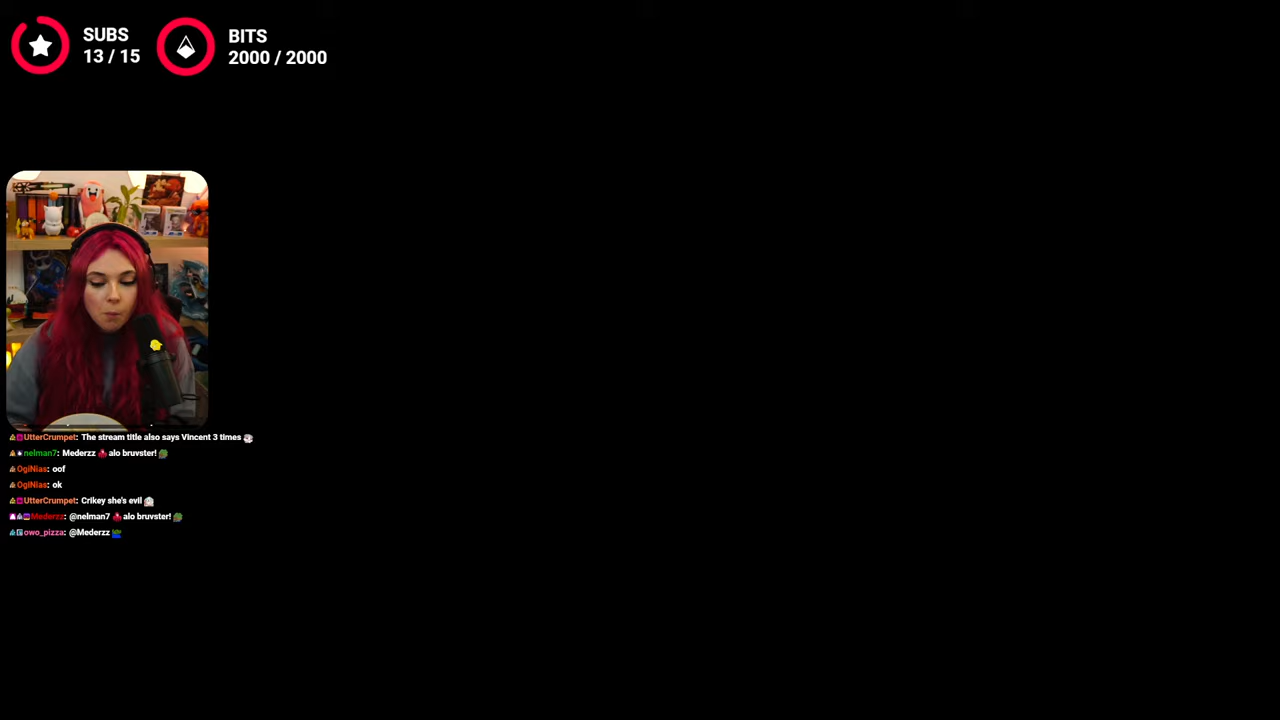 SUBS
13 / 15
BITS
2000 / 2000
UtterCrumpet: The stream title also says Vincent 3 times
nelman7: Mederzz alo bruvster!
OgiNias: oof
OgiNias: ok
UtterCrumpet: Crikey she's evil
Mederzz: @nelman7 alo bruvster!
owo_pizza: @Mederzz